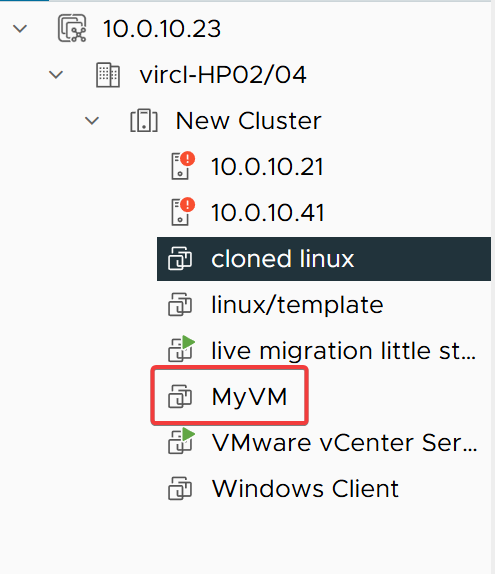 10.0.10.23
vircl-HP02/04
New Cluster
10.0.10.21
10.0.10.41
cloned linux
linux/template
live migration little st...
MyVM
VMware vCenter Ser...
Windows Client